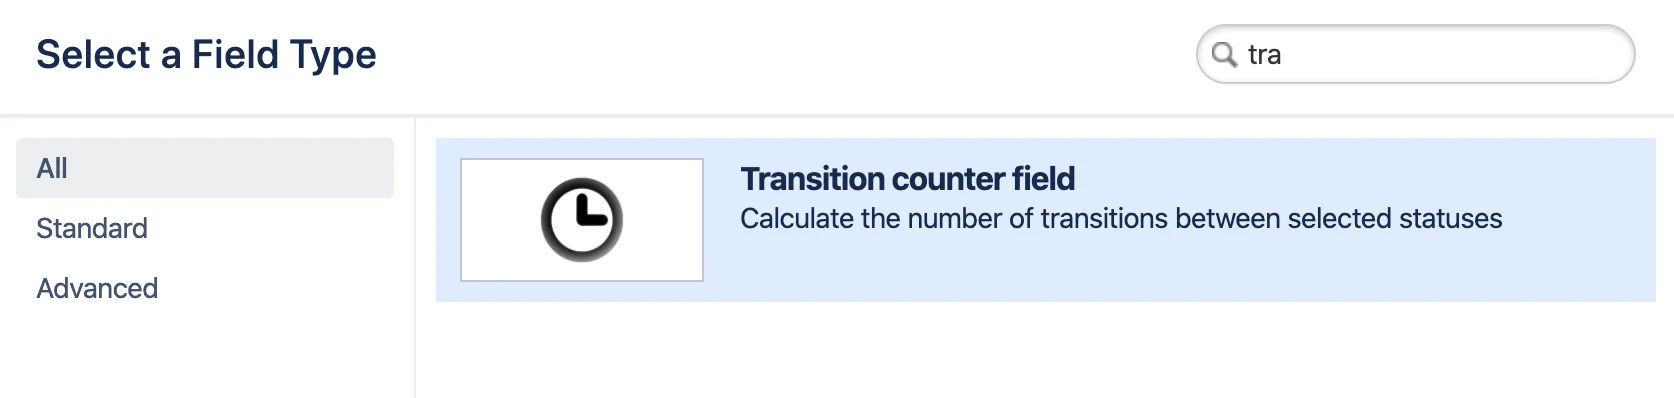 Select a Field Type
tra
All
Standard
Advanced
Transition counter field
Calculate the number of transitions between selected statuses